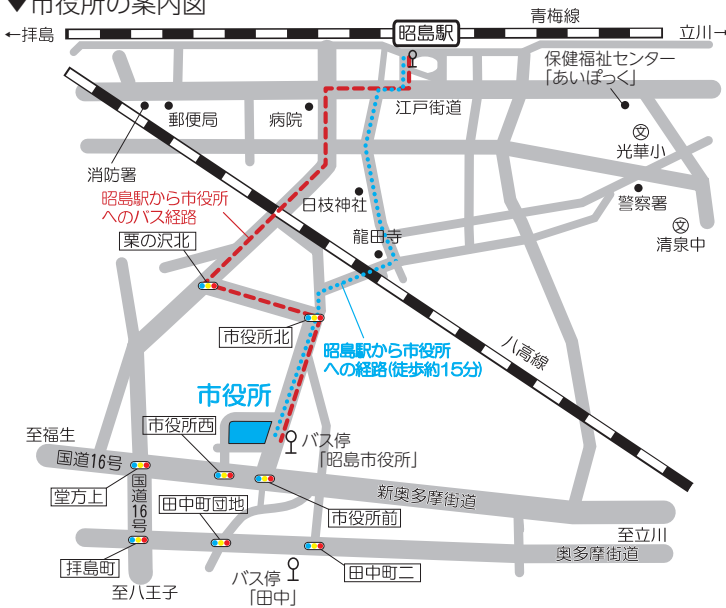 ▼市役所の案内図
青梅線
←拝島
昭島駅
立川→
保健福祉センター
「あいぽっく」
江戸街道
郵便局
病院
光華小
消防署
昭島駅から市役所
へのバス経路
日枝神社
警察署
栗の沢北
龍田寺
清泉中
市役所北
昭島駅から市役所
への経路(徒歩約15分)
八高線
市役所
市役所西
至福生
バス停
「昭島市役所」
国道16号
堂方上
国道16号
田中町団地
市役所前
新奥多摩街道
至立川
拝島町
奥多摩街道
田中町二
バス停
「田中」
至八王子
文
文